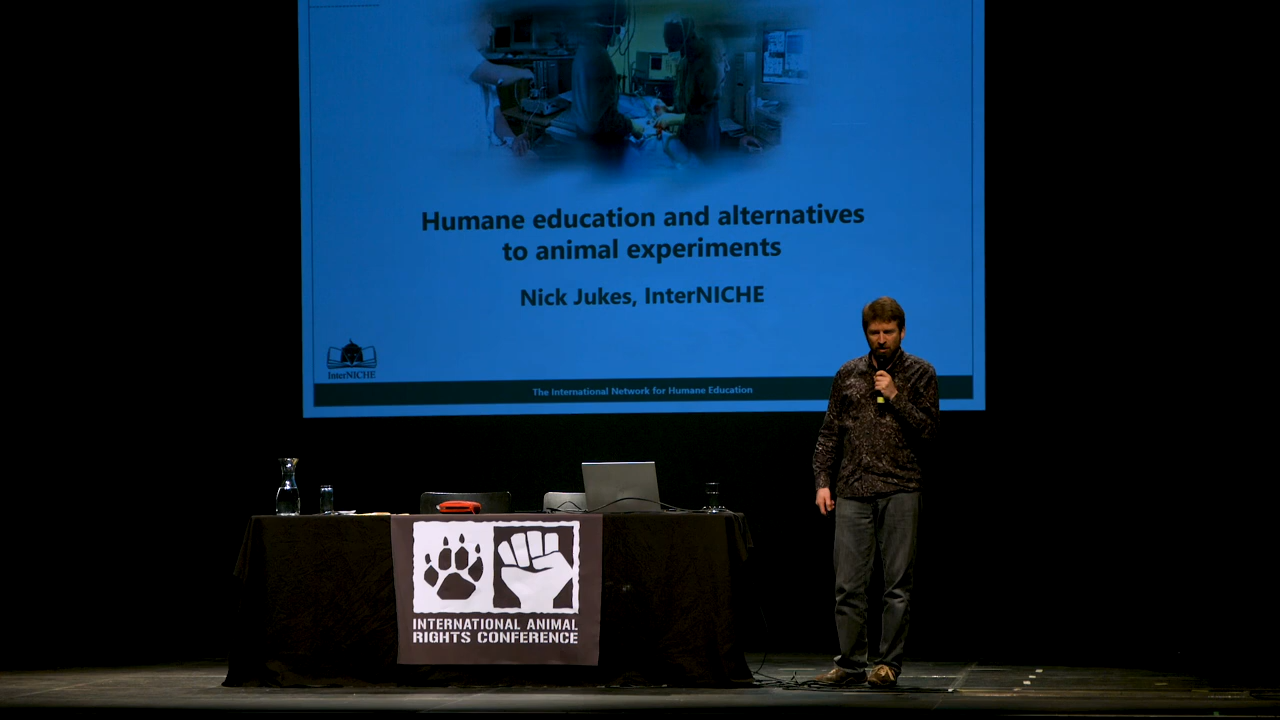 Humane education and alternatives
to animal experiments
Nick Jukes, InterNICHE
InterNICHE
The International Network for Humane Education
INTERNATIONAL ANIMAL
RIGHTS CONFERENCE